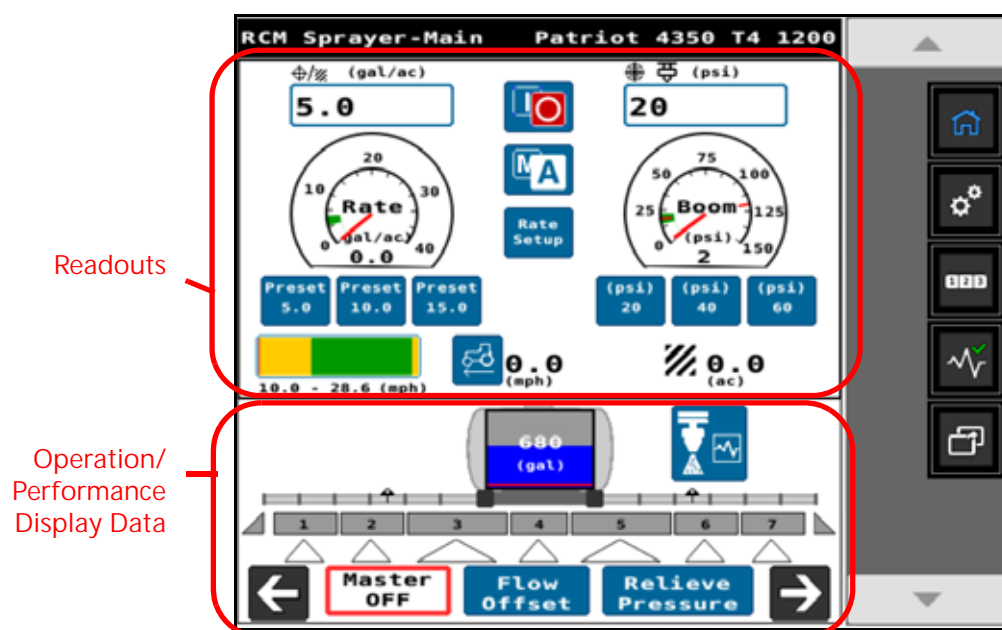 RCM Sprayer-Main Patriot 4350 T4 1200
(gal/ac)
(psi)
5.0
20
M A
Rate
Setup
0 10 20 30 40
Rate
(gal/ac)
0.0
0 25 50 75 100 125 150
Boom
(psi)
2
Preset
5.0
Preset
10.0
Preset
15.0
(psi)
20
(psi)
40
(psi)
60
10.0 - 28.6 (mph)
0.0
(mph)
0.0
(ac)
Readouts
1 2 3
680
(gal)
Operation/
Performance
Display Data
1 2 3 4 5 6 7
Master
OFF
Flow
Offset
Relieve
Pressure